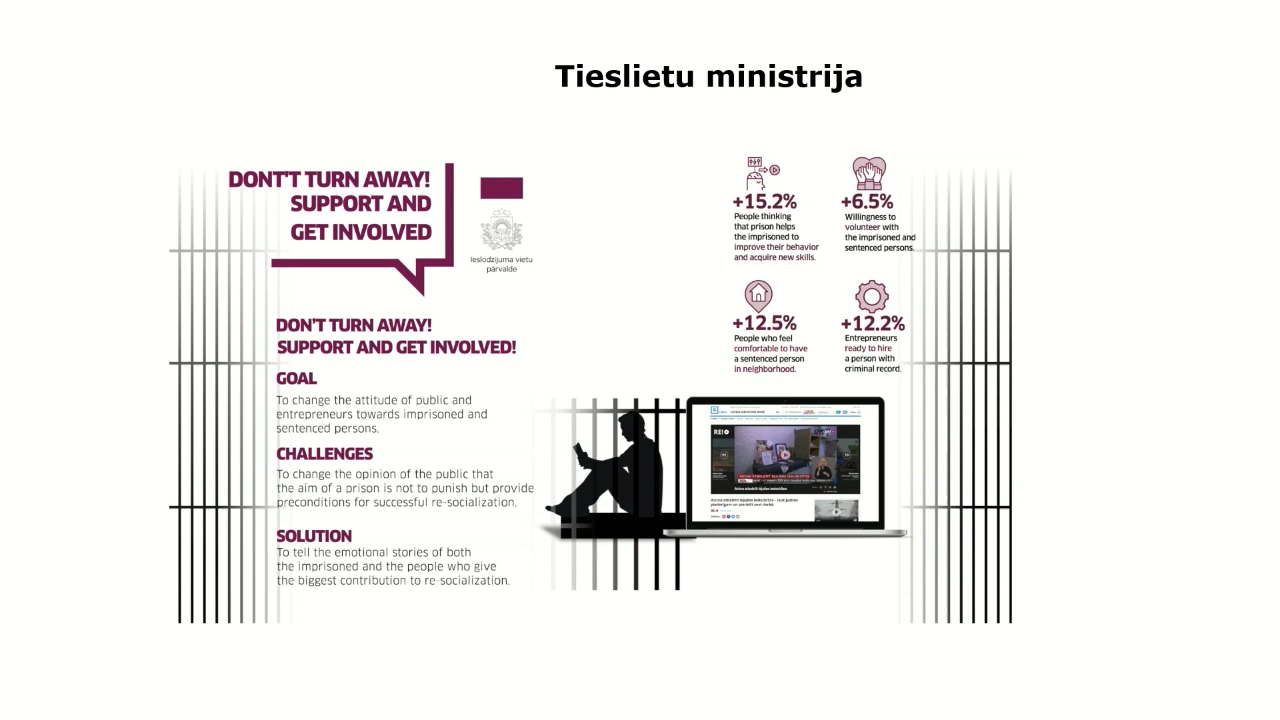 Tieslietu ministrija
DONT'T TURN AWAY!
SUPPORT AND
GET INVOLVED
Ieslodzījuma vietu
pārvalde
DON'T TURN AWAY!
SUPPORT AND GET INVOLVED!
GOAL
To change the attitude of public and
entrepreneurs towards imprisoned and
sentenced persons.
CHALLENGES
To change the opinion of the public that
the aim of a prison is not to punish but provide
preconditions for successful re-socialization.
SOLUTION
To tell the emotional stories of both
the imprisoned and the people who give
the biggest contribution to re-socialization.
+15.2%
People thinking
that prison helps
the imprisoned to
improve their behavior
and acquire new skills.
+6.5%
Willingness to
volunteer with
the imprisoned and
sentenced persons.
+12.5%
People who feel
comfortable to have
a sentenced person
in neighborhood.
+12.2%
Entrepreneurs
ready to hire
a person with
criminal record.